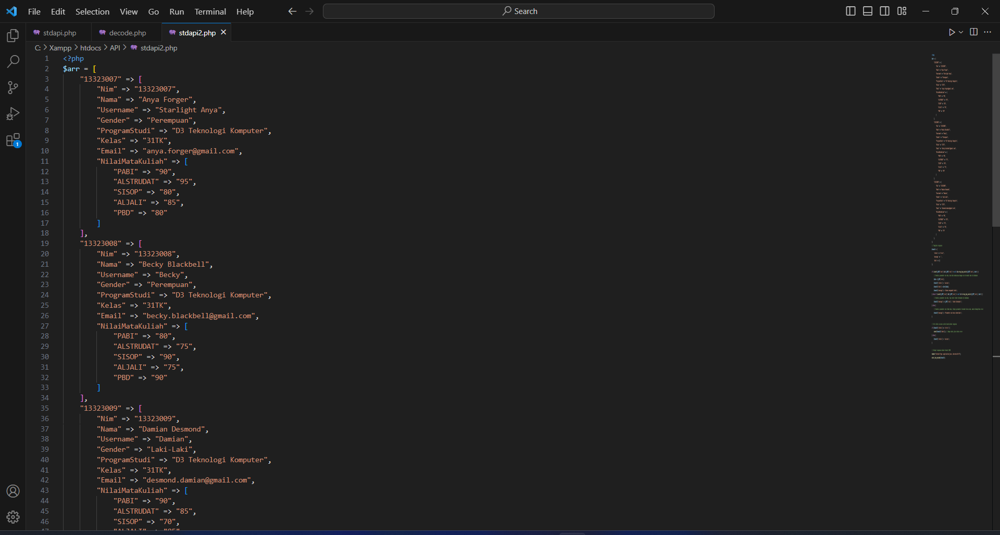 File Edit Selection View Go Run Terminal Help Search
stdapi.php decode.php stdapi2.php
C: > Xampp > htdocs > API > stdapi2.php
1 <?php
2 $arr = [
3 "13323007" => [
4 "Nim" => "13323007",
5 "Nama" => "Anya Forger",
6 "Username" => "Starlight Anya",
7 "Gender" => "Perempuan",
8 "ProgramStudi" => "D3 Teknologi Komputer",
9 "Kelas" => "31TK",
10 "Email" => "anya.forger@gmail.com",
11 "NilaiMataKuliah" => [
12 "PABI" => "90",
13 "ALSTRUDAT" => "95",
14 "SISOP" => "80",
15 "ALJALI" => "85",
16 "PBD" => "80"
17 ]
18 ],
19 "13323008" => [
20 "Nim" => "13323008",
21 "Nama" => "Becky Blackbell",
22 "Username" => "Becky",
23 "Gender" => "Perempuan",
24 "ProgramStudi" => "D3 Teknologi Komputer",
25 "Kelas" => "31TK",
26 "Email" => "becky.blackbell@gmail.com",
1
27 "NilaiMataKuliah" => [
28 "PABI" => "80",
29 "ALSTRUDAT" => "75",
30 "SISOP" => "90",
31 "ALJALI" => "75",
32 "PBD" => "90"
33 ]
34 ],
35 "13323009" => [
36 "Nim" => "13323009",
37 "Nama" => "Damian Desmond",
38 "Username" => "Damian",
39 "Gender" => "Laki-Laki",
40 "ProgramStudi" => "D3 Teknologi Komputer",
41 "Kelas" => "31TK",
42 "Email" => "desmond.damian@gmail.com",
43 "NilaiMataKuliah" => [
44 "PABI" => "90",
45 "ALSTRUDAT" => "85",
46 "SISOP" => "70",